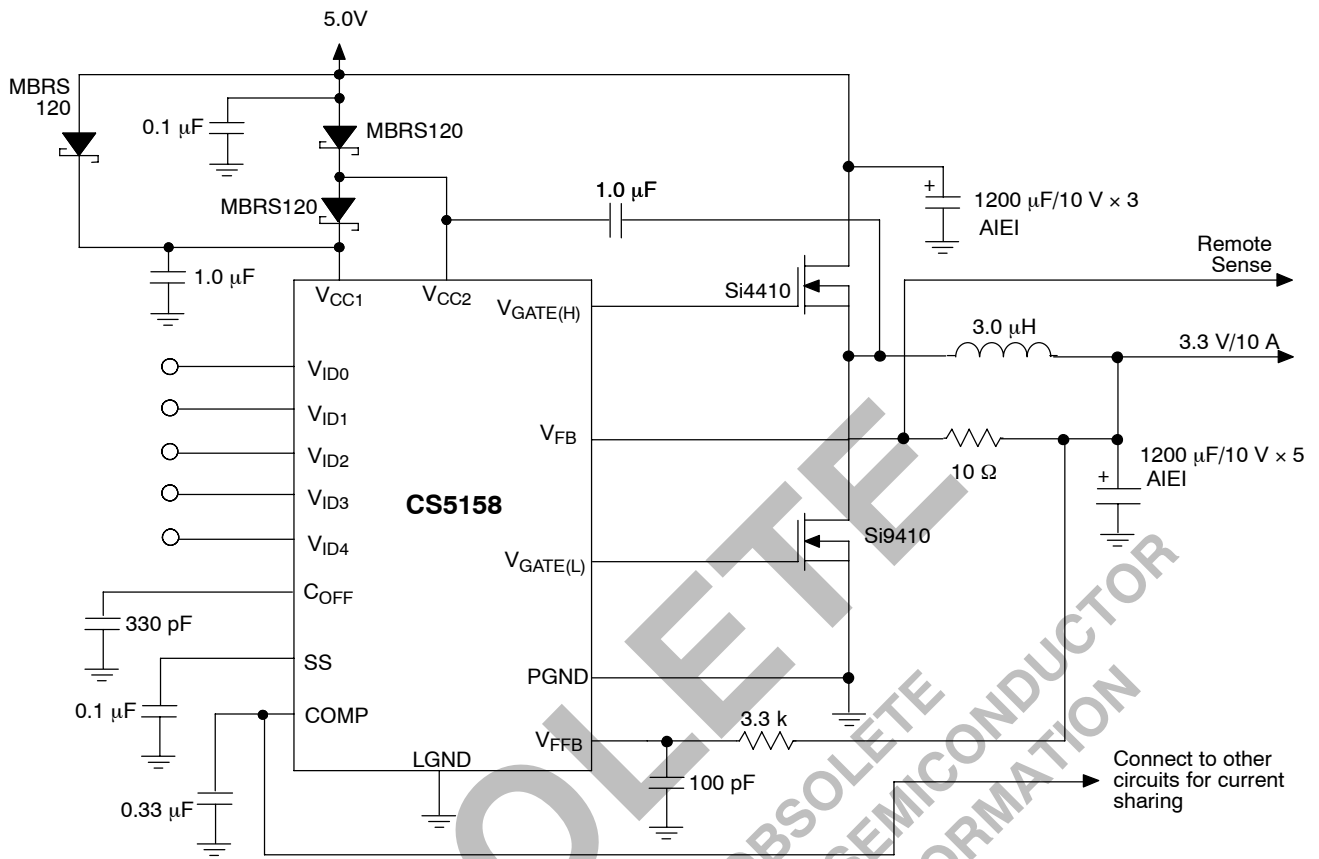 5.0V
MBRS
120
0.1 μF
MBRS120
MBRS120
1.0 μF
1200 μF/10 V × 3
AIEI
+
Remote
Sense
1.0 μF
VCC1
VCC2
VGATE(H)
Si4410
3.0 μH
3.3 V/10 A
VID0
VID1
VID2
VID3
VID4
VFB
10 Ω
1200 μF/10 V × 5
AIEI
+
CS5158
Si9410
VGATE(L)
COFF
330 pF
SS
0.1 μF
PGND
COMP
3.3 k
VFFB
LGND
100 pF
0.33 μF
Connect to other
circuits for current
sharing
OLETE
OBSOLETE
SEMICONDUCTOR
ORMATION